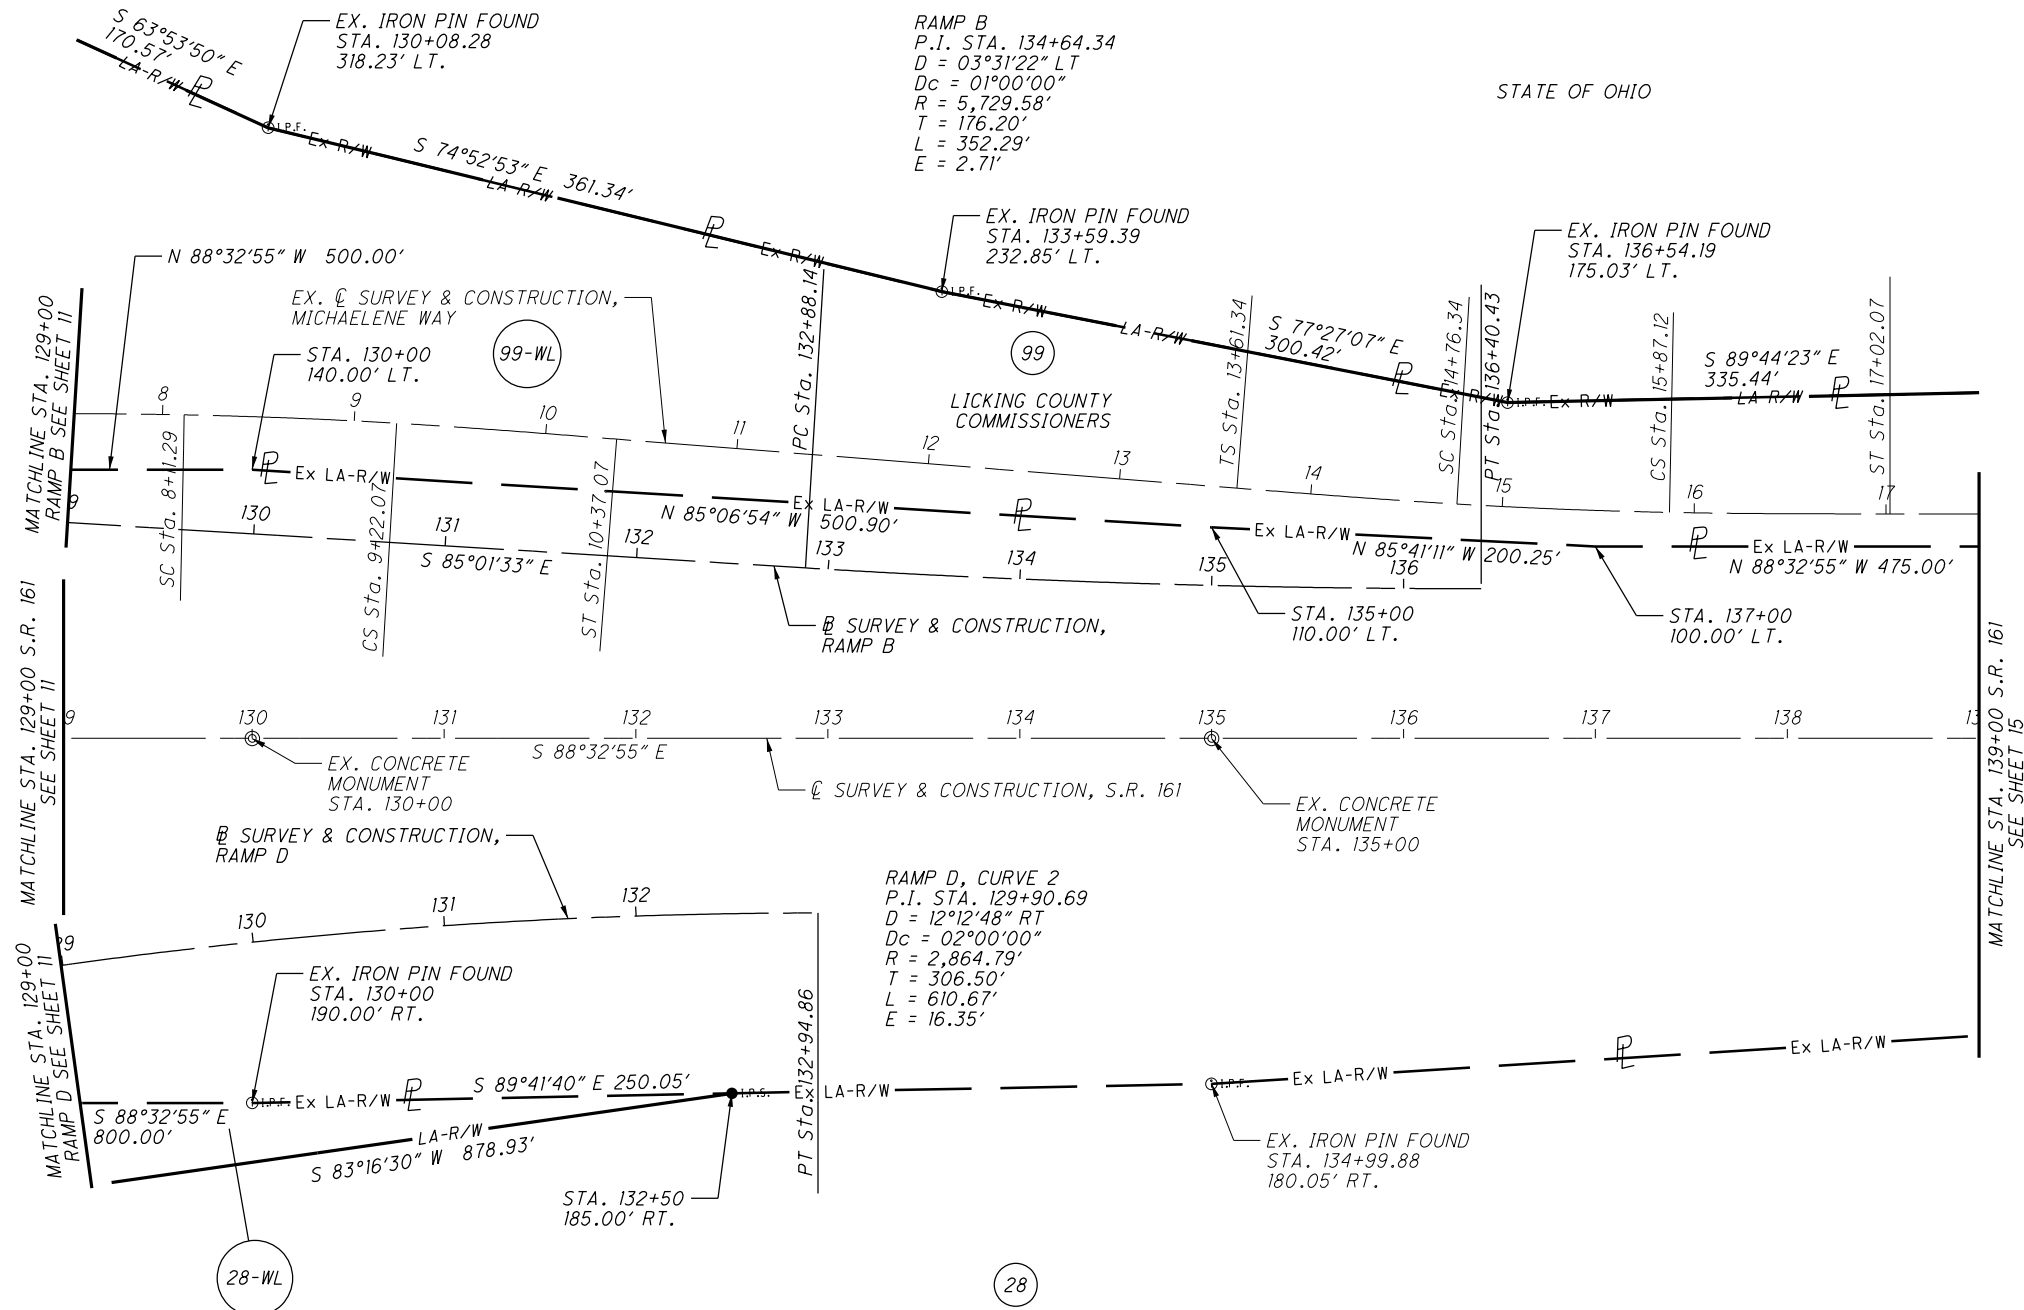 S 63°53'50" E
170.57'
LA-R/W
EX. IRON PIN FOUND
STA. 130+08.28
318.23' LT.
RAMP B
P.I. STA. 134+64.34
D = 03°31'22" LT
Dc = 01°00'00"
R = 5,729.58'
T = 176.20'
L = 352.29'
E = 2.71'
STATE OF OHIO
I.P.F.
Ex R/W
S 74°52'53" E 361.34'
LA-R/W
Ex R/W
EX. IRON PIN FOUND
STA. 133+59.39
232.85' LT.
EX. IRON PIN FOUND
STA. 136+54.19
175.03' LT.
N 88°32'55" W 500.00'
EX. ℄ SURVEY & CONSTRUCTION,
MICHAELENE WAY
99-WL
STA. 130+00
140.00' LT.
PC Sta. 132+88.14
I.P.F.
Ex R/W
LA-R/W
99
LICKING COUNTY
COMMISSIONERS
TS Sta. 13+61.34
S 77°27'07" E
300.42'
SC Sta. 14+76.34
PT Sta. 136+40.43
Ex R/W
I.P.F.
Ex R/W
CS Sta. 15+87.12
S 89°44'23" E
335.44'
LA-R/W
ST Sta. 17+02.07
MATCHLINE STA. 129+00
RAMP B SEE SHEET 11
8
9
10
11
12
13
14
15
16
17
SC Sta. 8+11.29
CS Sta. 9+22.07
ST Sta. 10+37.07
Ex LA-R/W
Ex LA-R/W
N 85°06'54" W 500.90'
Ex LA-R/W
N 85°41'11" W 200.25'
Ex LA-R/W
N 88°32'55" W 475.00'
9
130
131
132
133
134
135
136
S 85°01'33" E
STA. 135+00
110.00' LT.
STA. 137+00
100.00' LT.
SURVEY & CONSTRUCTION,
RAMP B
MATCHLINE STA. 129+00 S.R. 161
SEE SHEET 11
9
130
131
132
133
134
135
136
137
138
13
S 88°32'55" E
EX. CONCRETE
MONUMENT
STA. 130+00
℄ SURVEY & CONSTRUCTION, S.R. 161
EX. CONCRETE
MONUMENT
STA. 135+00
MATCHLINE STA. 139+00 S.R. 161
SEE SHEET 15
SURVEY & CONSTRUCTION,
RAMP D
RAMP D, CURVE 2
P.I. STA. 129+90.69
D = 12°12'48" RT
Dc = 02°00'00"
R = 2,864.79'
T = 306.50'
L = 610.67'
E = 16.35'
29
130
131
132
MATCHLINE STA. 129+00
RAMP D SEE SHEET 11
EX. IRON PIN FOUND
STA. 130+00
190.00' RT.
PT Sta. 132+94.86
I.P.F.
Ex LA-R/W
S 89°41'40" E 250.05'
I.P.S.
Ex LA-R/W
I.P.F.
Ex LA-R/W
Ex LA-R/W
S 88°32'55" E
800.00'
LA-R/W
S 83°16'30" W 878.93'
EX. IRON PIN FOUND
STA. 134+99.88
180.05' RT.
STA. 132+50
185.00' RT.
28-WL
28